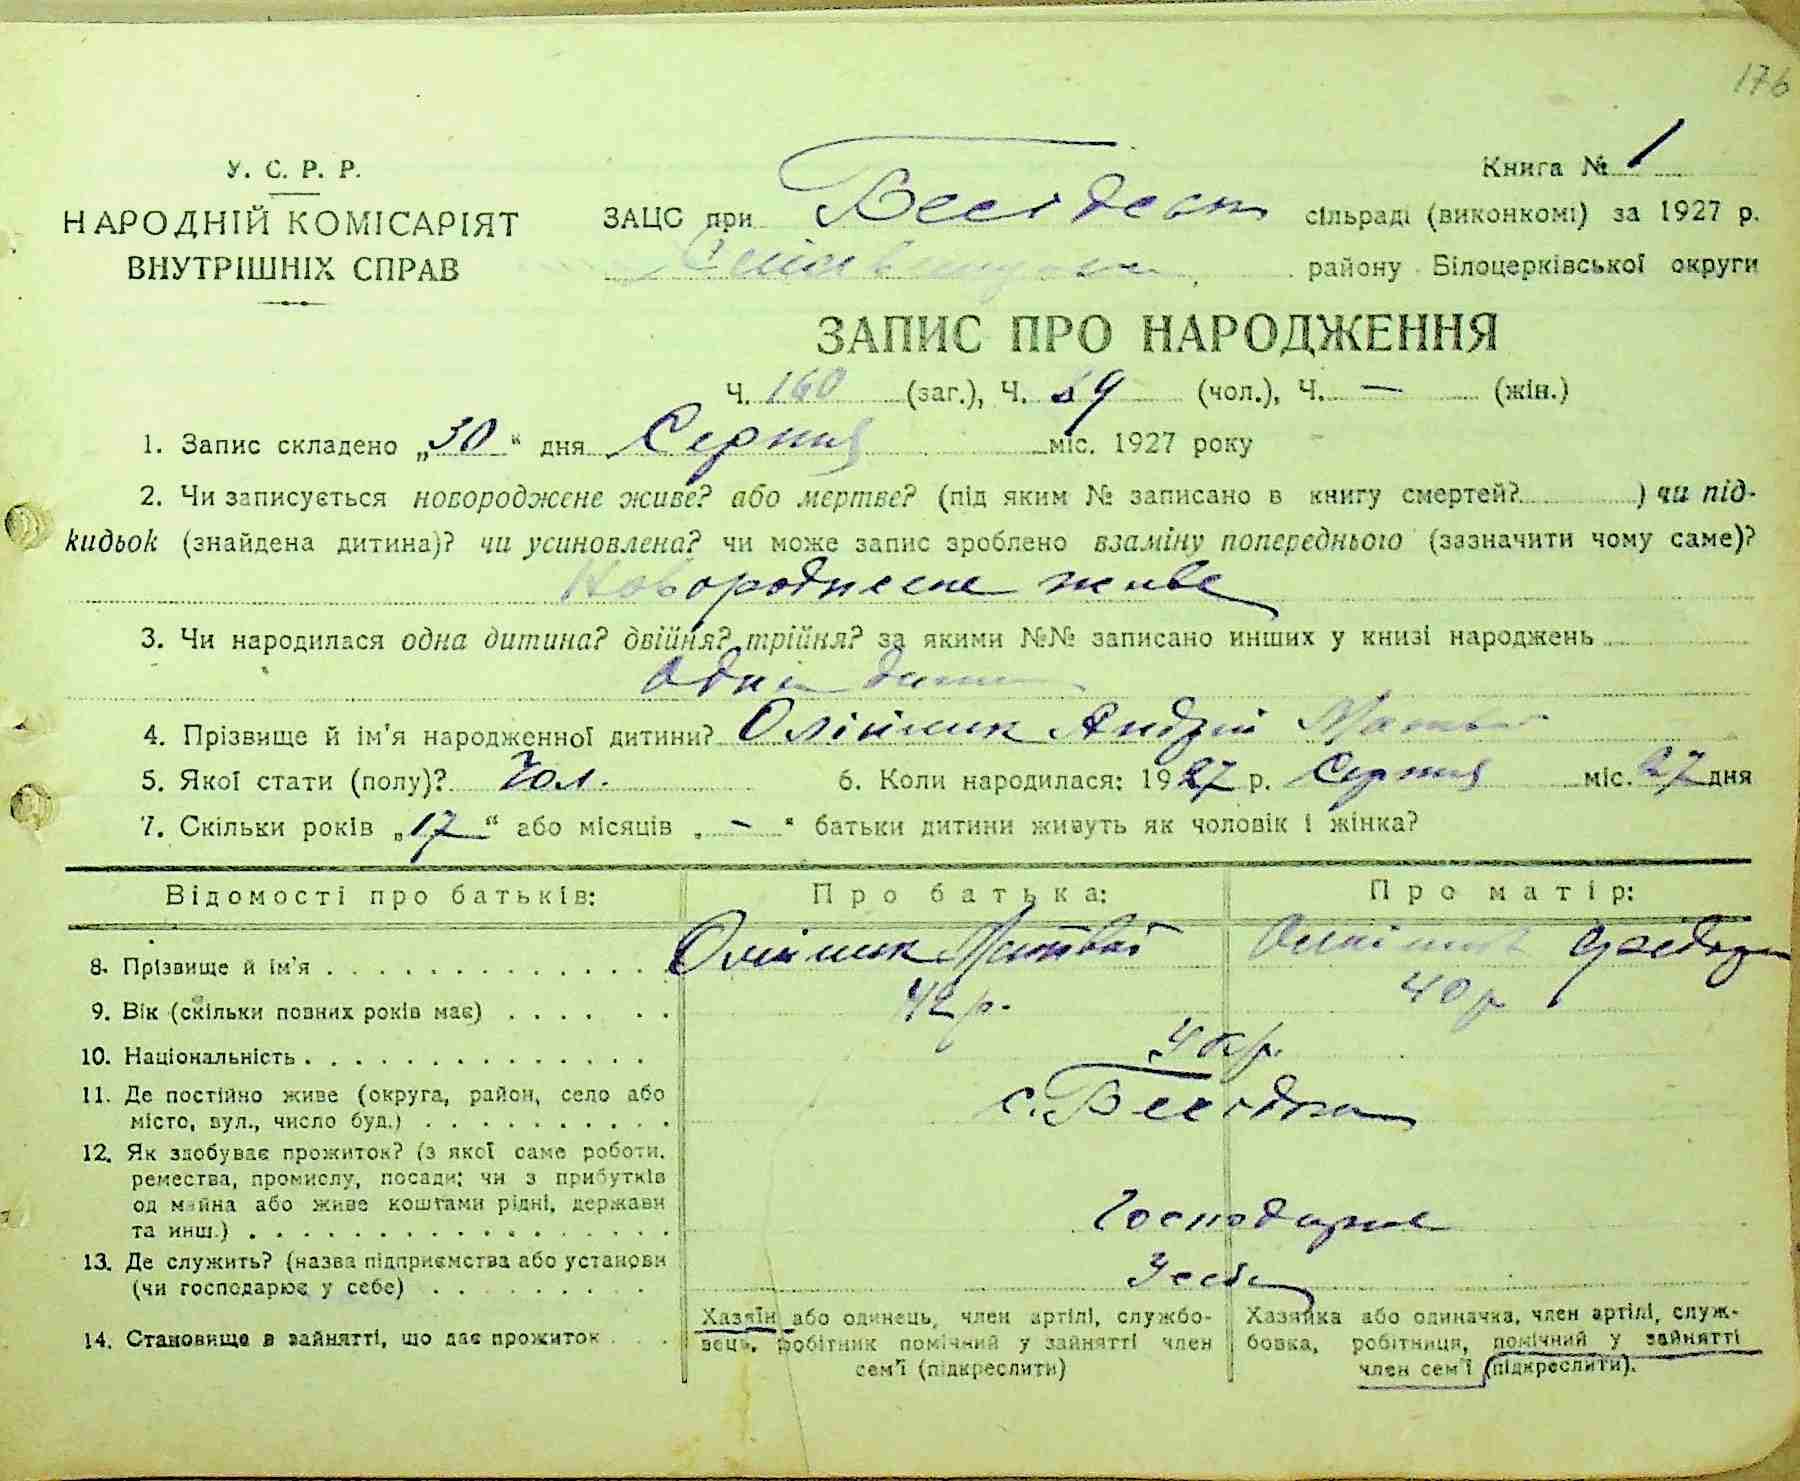 176
У. С. Р. Р.
НАРОДНІЙ КОМІСАРІЯТ
ВНУТРІШНІХ СПРАВ
Книга № 1
ЗАЦС при сільраді (виконкомі) за 1927 р.
району Білоцерківської округи
ЗАПИС ПРО НАРОДЖЕННЯ
Ч. 160 (заг.), Ч. 89 (чол.), Ч. — (жін.)
1. Запис складено „30“ дня Серпня міс. 1927 року
2. Чи записується новороджене живе? або мертве? (під яким № записано в книгу смертей? ) чи під-
кидьок (знайдена дитина)? чи усиновлена? чи може запис зроблено взаміну попереднього (зазначити чому саме)?
Новороднене живе
3. Чи народилася одна дитина? двійня? трійня? за якими №№ записано инших у книзі народжень
Одна
4. Прізвище й ім'я народженної дитини? Олійник Андрій
5. Якої стати (полу)? Чол. 6. Коли народилася: 1927 р. Серпня міс. 27 дня
7. Скільки років „17“ або місяців „—“ батьки дитини живуть як чоловік і жінка?
Відомості про батьків: Про батька: Про матір:
8. Прізвище й ім'я Олійник Матвій
9. Вік (скільки повних років має) 42 р. 40 р
10. Національність Укр.
11. Де постійно живе (округа, район, село або
місто, вул., число буд.) с.
12. Як здобуває прожиток? (з якої саме роботи,
ремества, промислу, посади; чи з прибутків
од майна або живе коштами рідні, держави
та инш.)
13. Де служить? (назва підприємства або установи
(чи господарює у себе) У себе
14. Становище в зайнятті, що дає прожиток
Хазяїн або одинець, член артілі, службо-
вець, робітник помічний у зайнятті член
сем'ї (підкреслити)
Хазяйка або одиначка, член артілі, служ-
бовка, робітниця, помічний у зайнятті
член сем'ї (підкреслити).